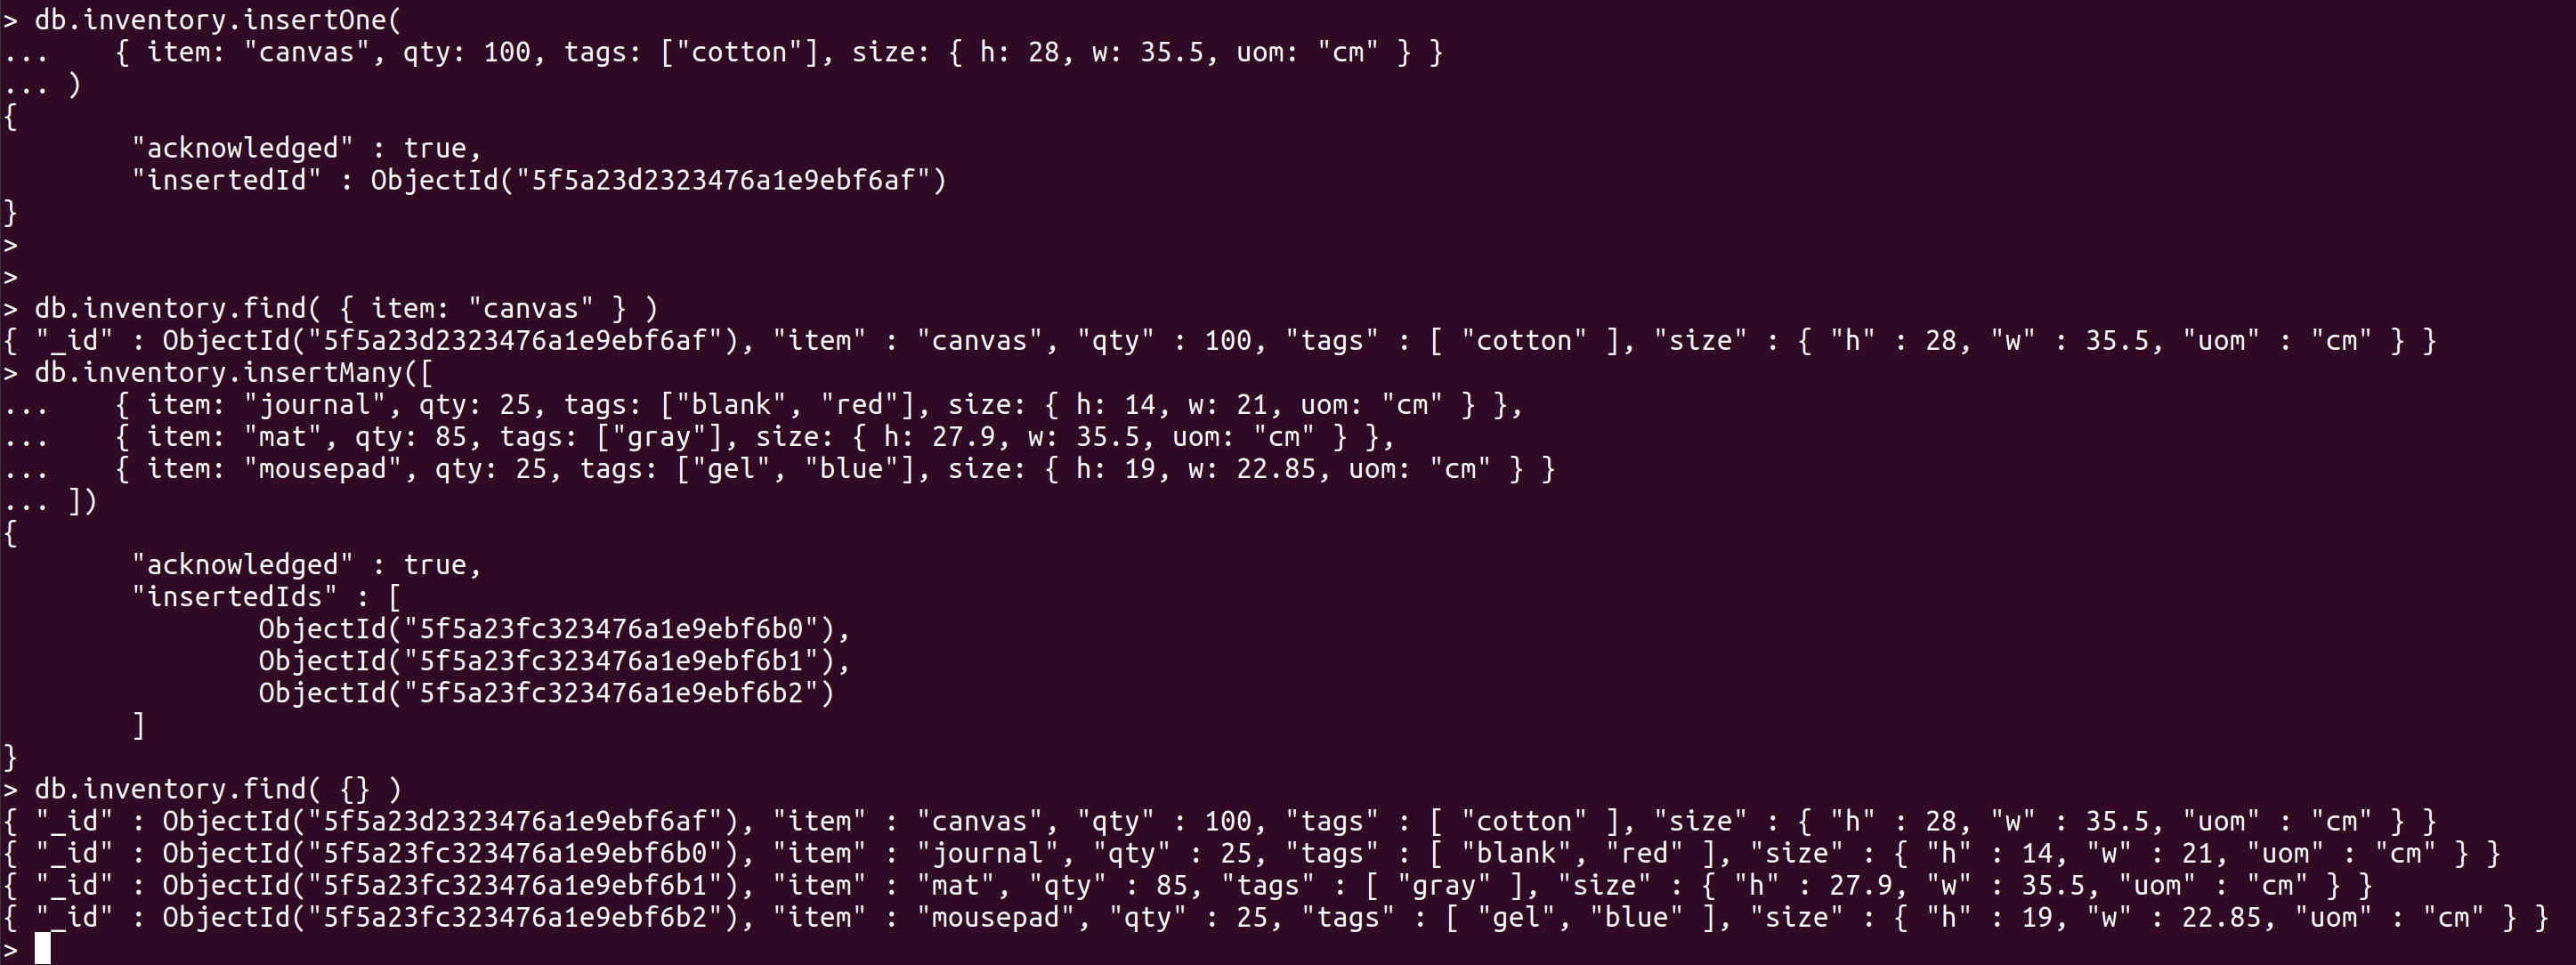 > db.inventory.insertOne(
...    { item: "canvas", qty: 100, tags: ["cotton"], size: { h: 28, w: 35.5, uom: "cm" } }
... )
{
        "acknowledged" : true,
        "insertedId" : ObjectId("5f5a23d2323476a1e9ebf6af")
}
>
>
> db.inventory.find( { item: "canvas" } )
{ "_id" : ObjectId("5f5a23d2323476a1e9ebf6af"), "item" : "canvas", "qty" : 100, "tags" : [ "cotton" ], "size" : { "h" : 28, "w" : 35.5, "uom" : "cm" } }
> db.inventory.insertMany([
...    { item: "journal", qty: 25, tags: ["blank", "red"], size: { h: 14, w: 21, uom: "cm" } },
...    { item: "mat", qty: 85, tags: ["gray"], size: { h: 27.9, w: 35.5, uom: "cm" } },
...    { item: "mousepad", qty: 25, tags: ["gel", "blue"], size: { h: 19, w: 22.85, uom: "cm" } }
... ])
{
        "acknowledged" : true,
        "insertedIds" : [
                ObjectId("5f5a23fc323476a1e9ebf6b0"),
                ObjectId("5f5a23fc323476a1e9ebf6b1"),
                ObjectId("5f5a23fc323476a1e9ebf6b2")
        ]
}
> db.inventory.find( {} )
{ "_id" : ObjectId("5f5a23d2323476a1e9ebf6af"), "item" : "canvas", "qty" : 100, "tags" : [ "cotton" ], "size" : { "h" : 28, "w" : 35.5, "uom" : "cm" } }
{ "_id" : ObjectId("5f5a23fc323476a1e9ebf6b0"), "item" : "journal", "qty" : 25, "tags" : [ "blank", "red" ], "size" : { "h" : 14, "w" : 21, "uom" : "cm" } }
{ "_id" : ObjectId("5f5a23fc323476a1e9ebf6b1"), "item" : "mat", "qty" : 85, "tags" : [ "gray" ], "size" : { "h" : 27.9, "w" : 35.5, "uom" : "cm" } }
{ "_id" : ObjectId("5f5a23fc323476a1e9ebf6b2"), "item" : "mousepad", "qty" : 25, "tags" : [ "gel", "blue" ], "size" : { "h" : 19, "w" : 22.85, "uom" : "cm" } }
>